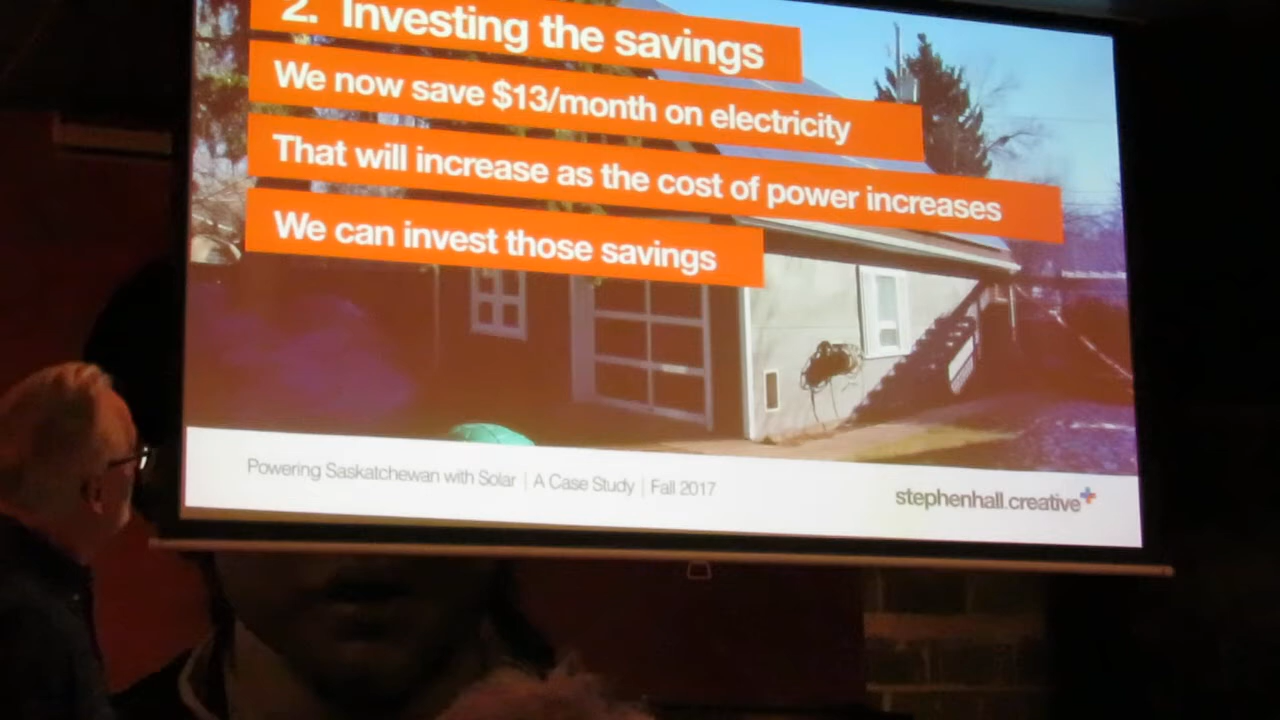 2. Investing the savings
We now save $13/month on electricity
That will increase as the cost of power increases
We can invest those savings
Powering Saskatchewan with Solar | A Case Study | Fall 2017
stephenhall.creative+